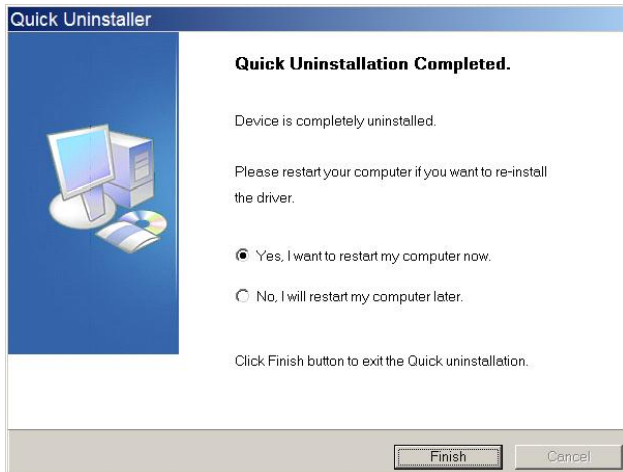 Quick Uninstaller
Quick Uninstallation Completed.
Device is completely uninstalled.
Please restart your computer if you want to re-install
the driver.
Yes, I want to restart my computer now.
No, I will restart my computer later.
Click Finish button to exit the Quick uninstallation.
Finish
Cancel